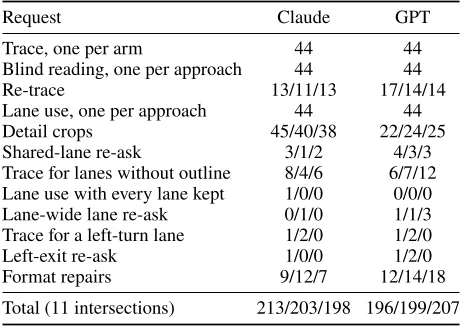 Request Claude GPT
Trace, one per arm 44 44
Blind reading, one per approach 44 44
Re-trace 13/11/13 17/14/14
Lane use, one per approach 44 44
Detail crops 45/40/38 22/24/25
Shared-lane re-ask 3/1/2 4/3/3
Trace for lanes without outline 8/4/6 6/7/12
Lane use with every lane kept 1/0/0 0/0/0
Lane-wide lane re-ask 0/1/0 1/1/3
Trace for a left-turn lane 1/2/0 1/2/0
Left-exit re-ask 1/0/0 1/2/0
Format repairs 9/12/7 12/14/18
Total (11 intersections) 213/203/198 196/199/207